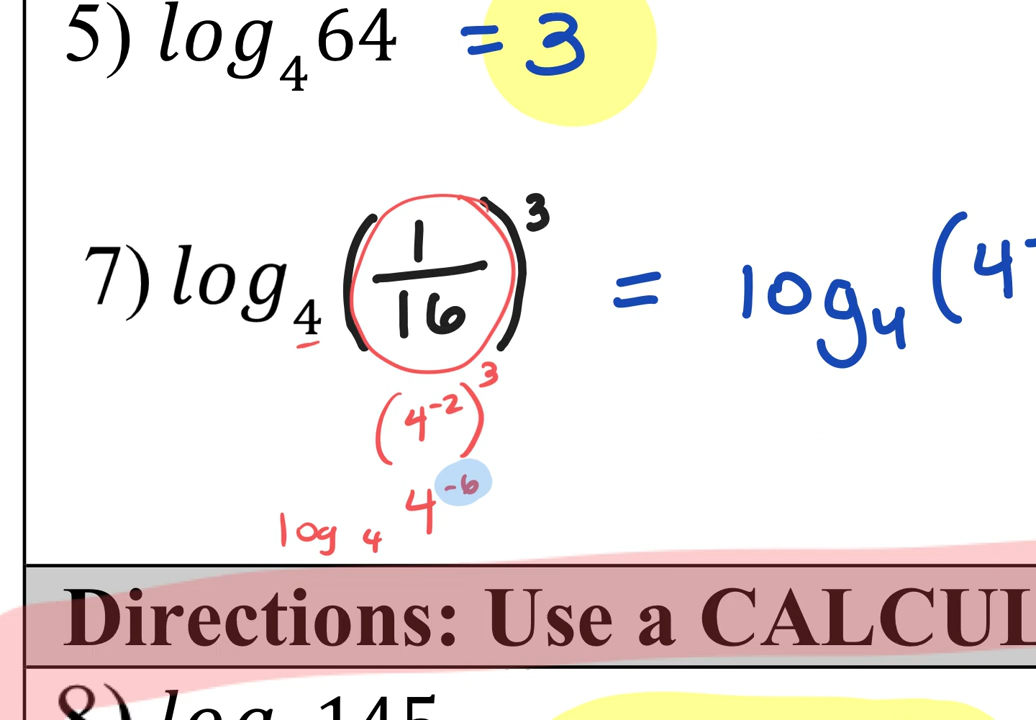 5) log₄64 = 3
7) log₄(1/16)³ = log₄(4⁻
(4⁻²)³
log₄ 4⁻⁶
Directions: Use a CALCUL
8) log 145